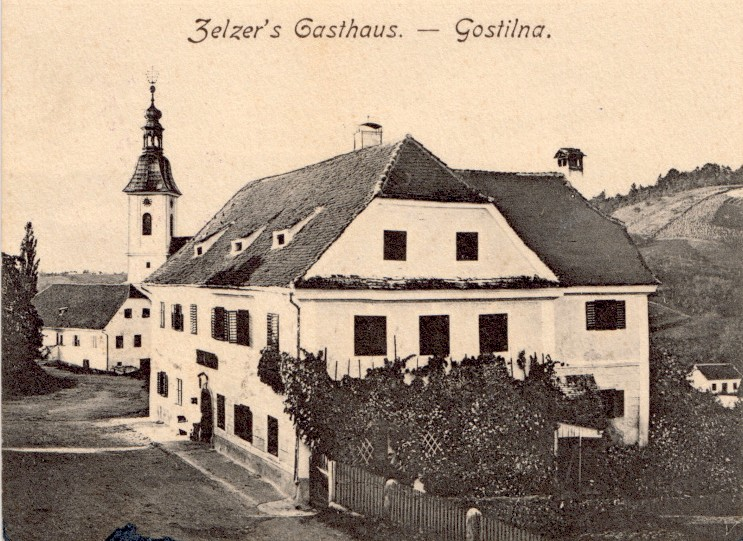 Zelzer's Gasthaus. — Gostilna.